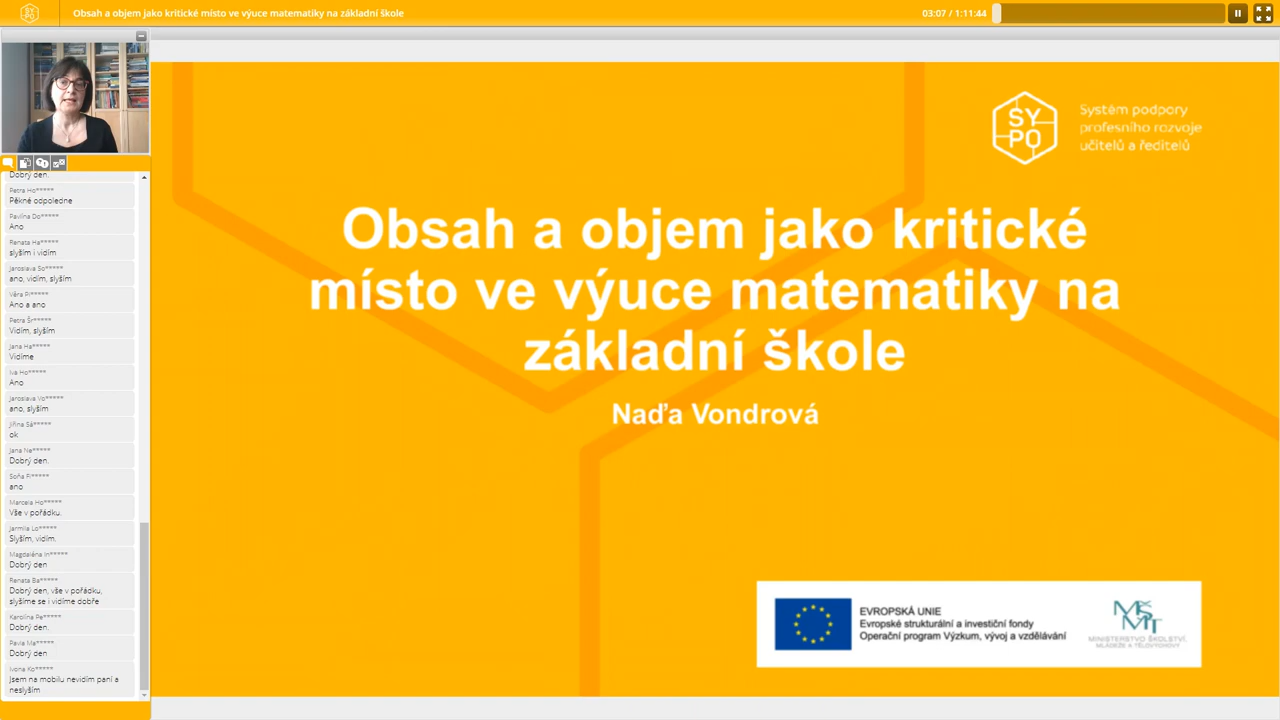 Obsah a objem jako kritické místo ve výuce matematiky na základní škole
03:07 / 1:11:44
Dobrý den.
Petra Ho*****
Pěkné odpoledne
Pavlína Do*****
Ano
Renata Ha*****
slyším i vidím
Jaroslava So*****
ano, vidím, slyším
Věra Pi*****
Ano a ano
Petra Šr*****
Vidím, slyším
Jana Ha*****
Vidíme
Iva Ho*****
Ano
Jaroslava Vo*****
ano, slyším
Jiřina Sá*****
ok
Jana Ne*****
Dobrý den.
Soňa Fi*****
ano
Marcela Ho*****
Vše v pořádku.
Jarmila Lo*****
Slyším, vidím.
Magdaléna In*****
Dobrý den
Renata Ba*****
Dobrý den, vše v pořádku,
slyšíme se i vidíme dobře
Karolína Pe*****
Dobrý den,
Pavla Ma*****
Dobrý den
Ivona Ko*****
Jsem na mobilu nevidím paní a
neslyším
SY
PO
Systém podpory
profesního rozvoje
učitelů a ředitelů
Obsah a objem jako kritické
místo ve výuce matematiky na
základní škole
Naďa Vondrová
EVROPSKÁ UNIE
Evropské strukturální a investiční fondy
Operační program Výzkum, vývoj a vzdělávání
MŠMT
MINISTERSTVO ŠKOLSTVÍ,
MLÁDEŽE A TĚLOVÝCHOVY